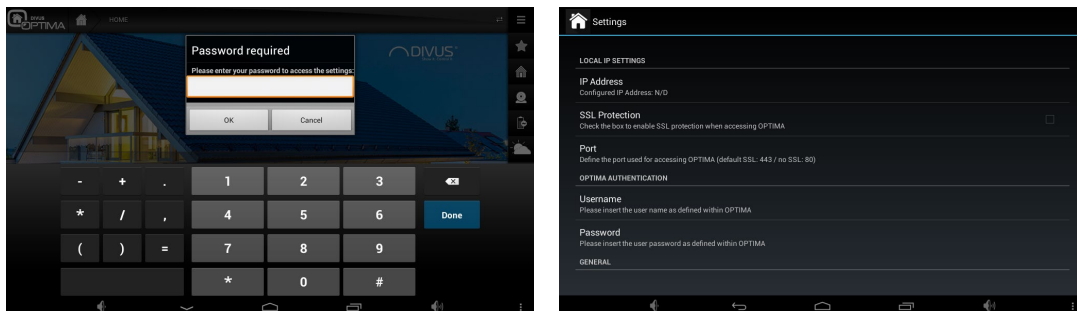 DIVUS
OPTIMA
HOME
Password required
DIVUS
Please enter your password to access the settings:
OK
Cancel
- + . 1 2 3
* / , 4 5 6 Done
( ) = 7 8 9
* 0 #
Settings
LOCAL IP SETTINGS
IP Address
Configured IP Address: N/D
SSL Protection
Check the box to enable SSL protection when accessing OPTIMA
Port
Define the port used for accessing OPTIMA (default SSL: 443 / no SSL: 80)
OPTIMA AUTHENTICATION
Username
Please insert the user name as defined within OPTIMA
Password
Please insert the user password as defined within OPTIMA
GENERAL